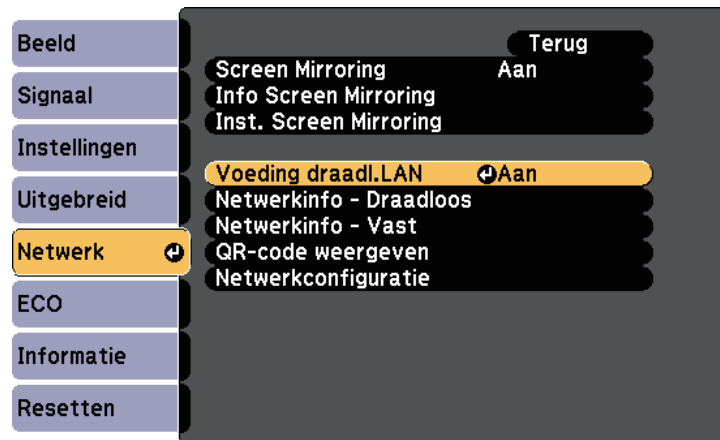 Beeld
Signaal
Instellingen
Uitgebreid
Netwerk
ECO
Informatie
Resetten
Terug
Screen Mirroring Aan
Info Screen Mirroring
Inst. Screen Mirroring
Voeding draadl.LAN Aan
Netwerkinfo - Draadloos
Netwerkinfo - Vast
QR-code weergeven
Netwerkconfiguratie